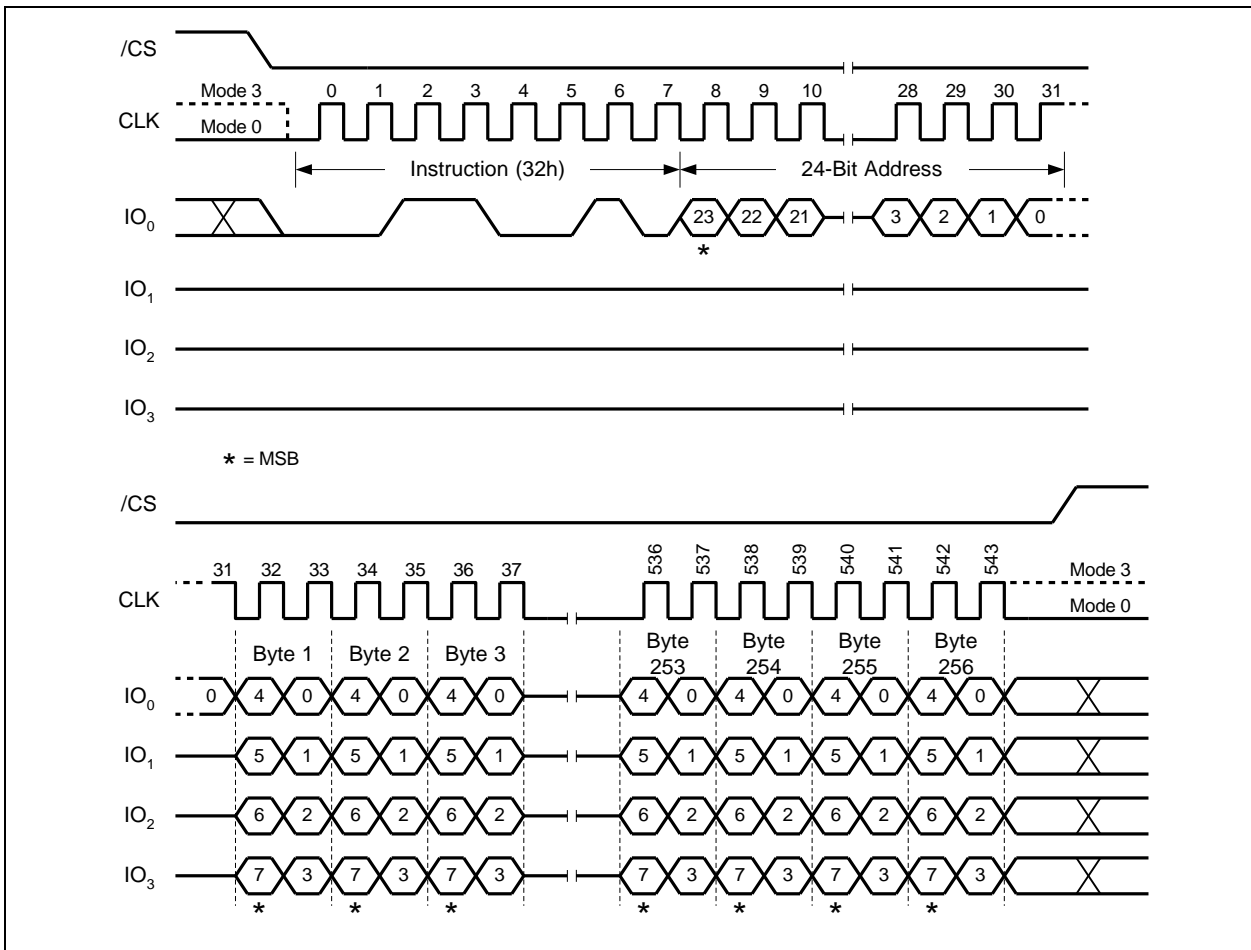 /CS
Mode 3
0 1 2 3 4 5 6 7 8 9 10 28 29 30 31
CLK
Mode 0
Instruction (32h) 24-Bit Address
IO0 23 22 21 3 2 1 0
*
IO1
IO2
IO3
* = MSB
/CS
31 32 33 34 35 36 37 536 537 538 539 540 541 542 543
Mode 3
CLK
Mode 0
Byte 1 Byte 2 Byte 3 Byte 253 Byte 254 Byte 255 Byte 256
IO0 0 4 0 4 0 4 0 4 0 4 0 4 0 4 0
IO1 5 1 5 1 5 1 5 1 5 1 5 1 5 1
IO2 6 2 6 2 6 2 6 2 6 2 6 2 6 2
IO3 7 3 7 3 7 3 7 3 7 3 7 3 7 3
* * * * * * *